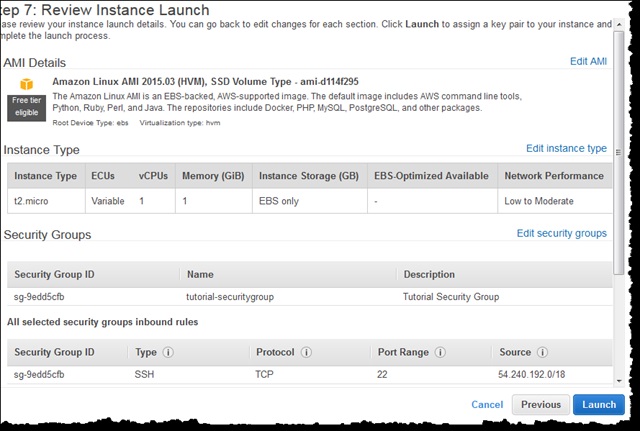 tep 7: Review Instance Launch
ase review your instance launch details. You can go back to edit changes for each section. Click Launch to assign a key pair to your instance and
mplete the launch process.
AMI Details
Edit AMI
Free tier eligible
Amazon Linux AMI 2015.03 (HVM), SSD Volume Type - ami-d114f295
The Amazon Linux AMI is an EBS-backed, AWS-supported image. The default image includes AWS command line tools,
Python, Ruby, Perl, and Java. The repositories include Docker, PHP, MySQL, PostgreSQL, and other packages.
Root Device Type: ebs Virtualization type: hvm
Instance Type
Edit instance type
Instance Type ECUs vCPUs Memory (GiB) Instance Storage (GB) EBS-Optimized Available Network Performance
t2.micro Variable 1 1 EBS only - Low to Moderate
Security Groups
Edit security groups
Security Group ID Name Description
sg-9edd5cfb tutorial-securitygroup Tutorial Security Group
All selected security groups inbound rules
Security Group ID Type Protocol Port Range Source
sg-9edd5cfb SSH TCP 22 54.240.192.0/18
Cancel Previous Launch